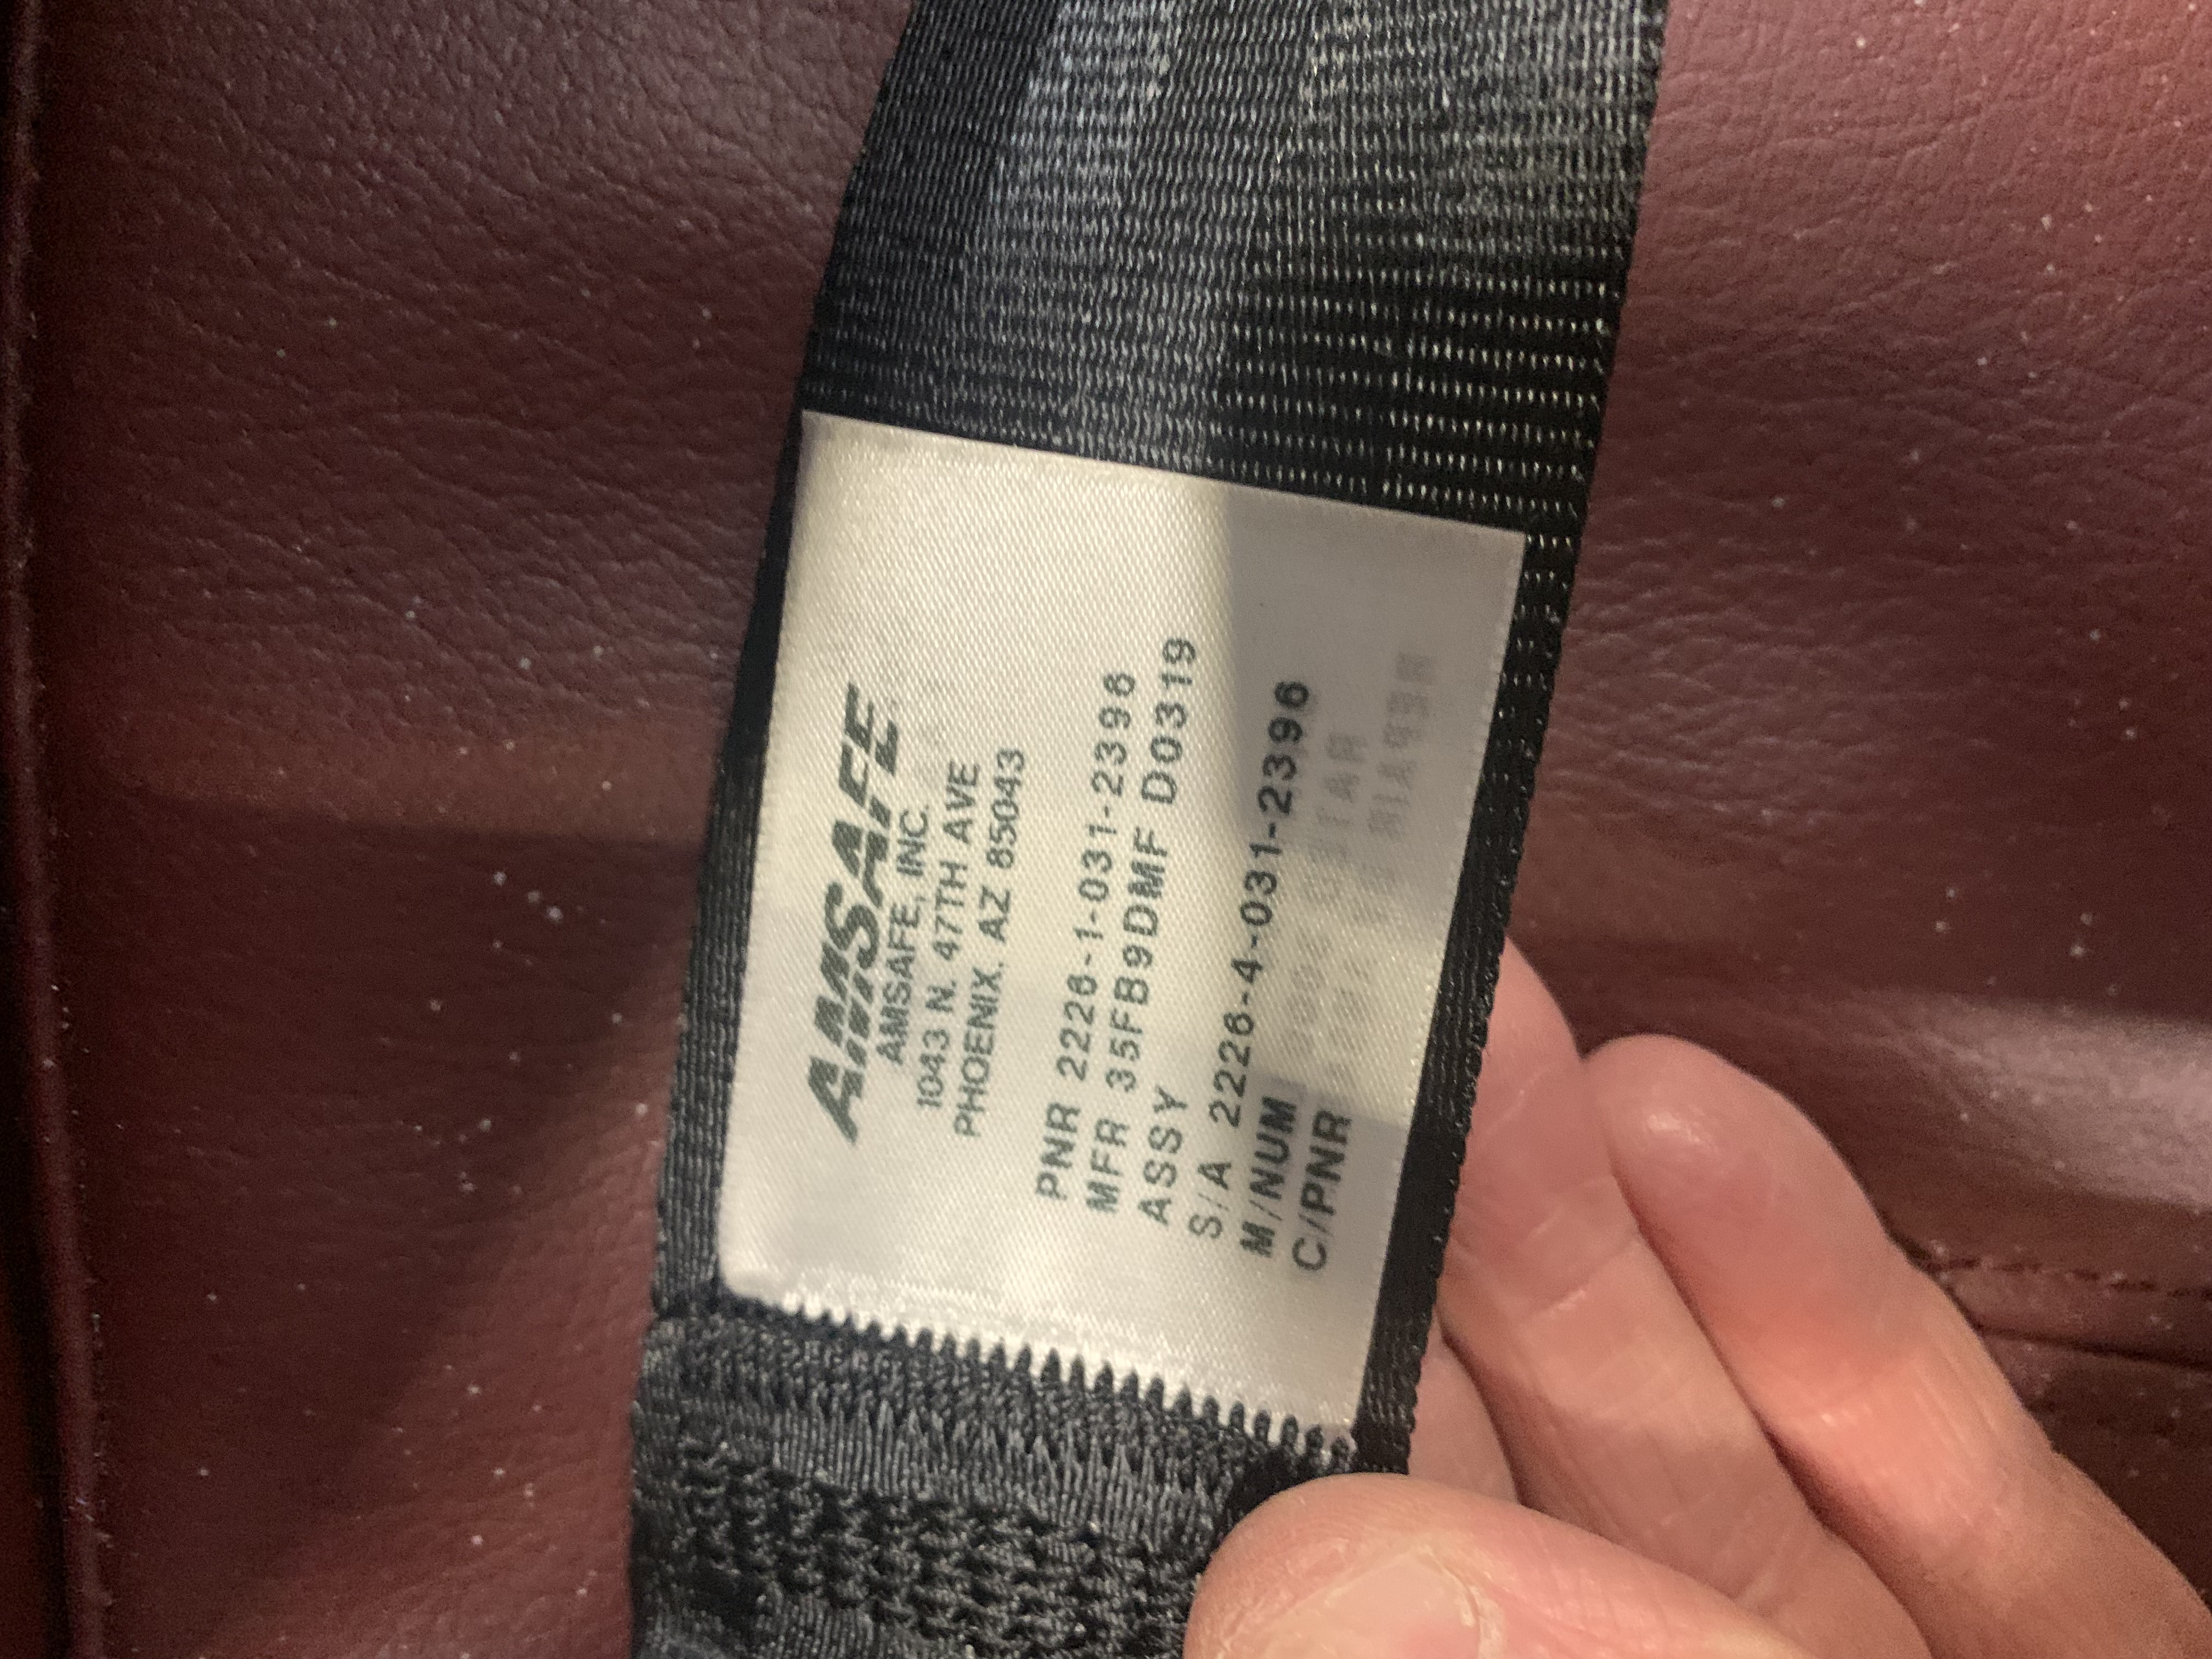 AMSAFE
AMSAFE, INC.
1043 N. 47TH AVE
PHOENIX, AZ 85043
PNR 2226-1-031-2396
MFR 35FB9DMF D0319
ASSY
S/A 2226-4-031-2396
M/NUM
C/PNR